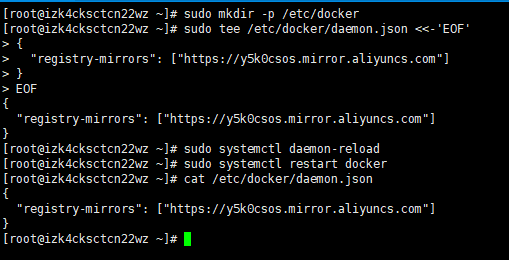 [root@izk4cksctcn22wz ~]# sudo mkdir -p /etc/docker
[root@izk4cksctcn22wz ~]# sudo tee /etc/docker/daemon.json <<-'EOF'
> {
>   "registry-mirrors": ["https://y5k0csos.mirror.aliyuncs.com"]
> }
> EOF
{
  "registry-mirrors": ["https://y5k0csos.mirror.aliyuncs.com"]
}
[root@izk4cksctcn22wz ~]# sudo systemctl daemon-reload
[root@izk4cksctcn22wz ~]# sudo systemctl restart docker
[root@izk4cksctcn22wz ~]# cat /etc/docker/daemon.json
{
  "registry-mirrors": ["https://y5k0csos.mirror.aliyuncs.com"]
}
[root@izk4cksctcn22wz ~]#